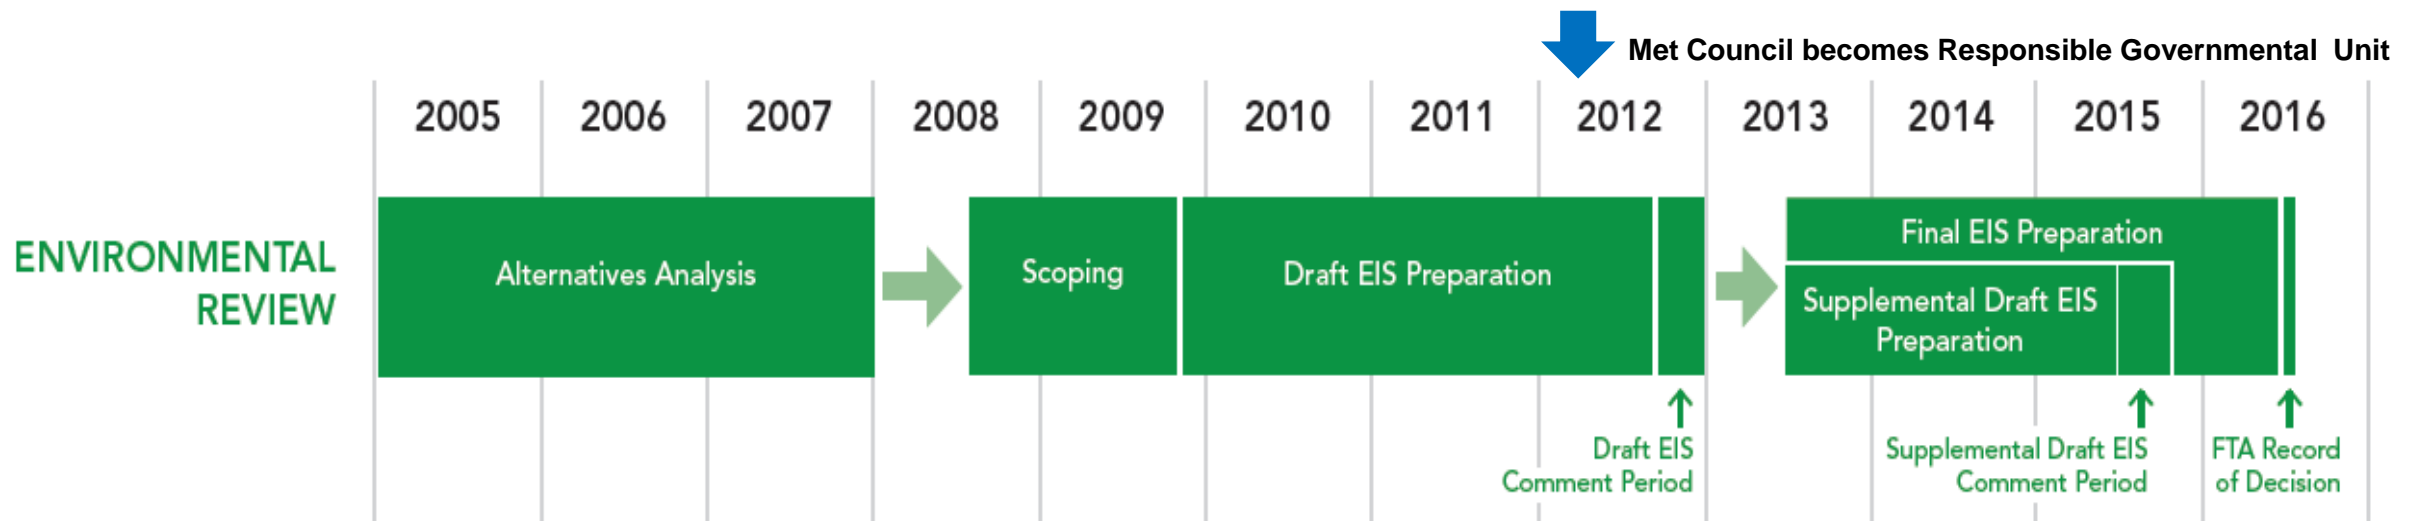 Met Council becomes Responsible Governmental Unit
2005 2006 2007 2008 2009 2010 2011 2012 2013 2014 2015 2016
ENVIRONMENTAL
REVIEW
Alternatives Analysis
Scoping
Draft EIS Preparation
Final EIS Preparation
Supplemental Draft EIS
Preparation
Draft EIS
Comment Period
Supplemental Draft EIS
Comment Period
FTA Record
of Decision